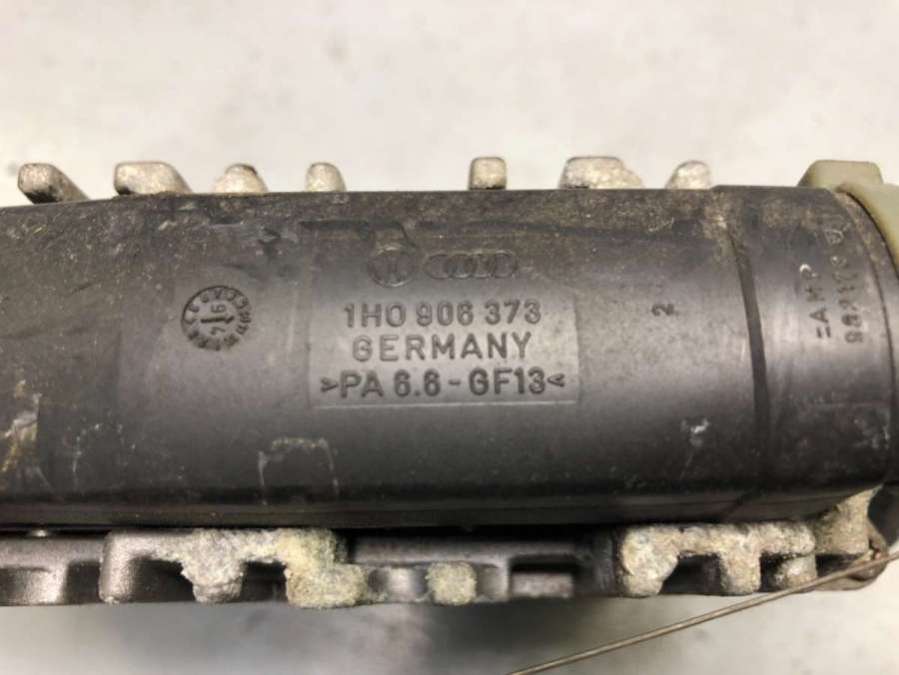 1H0 906 373
GERMANY
>PA 6.6-GF13<
2